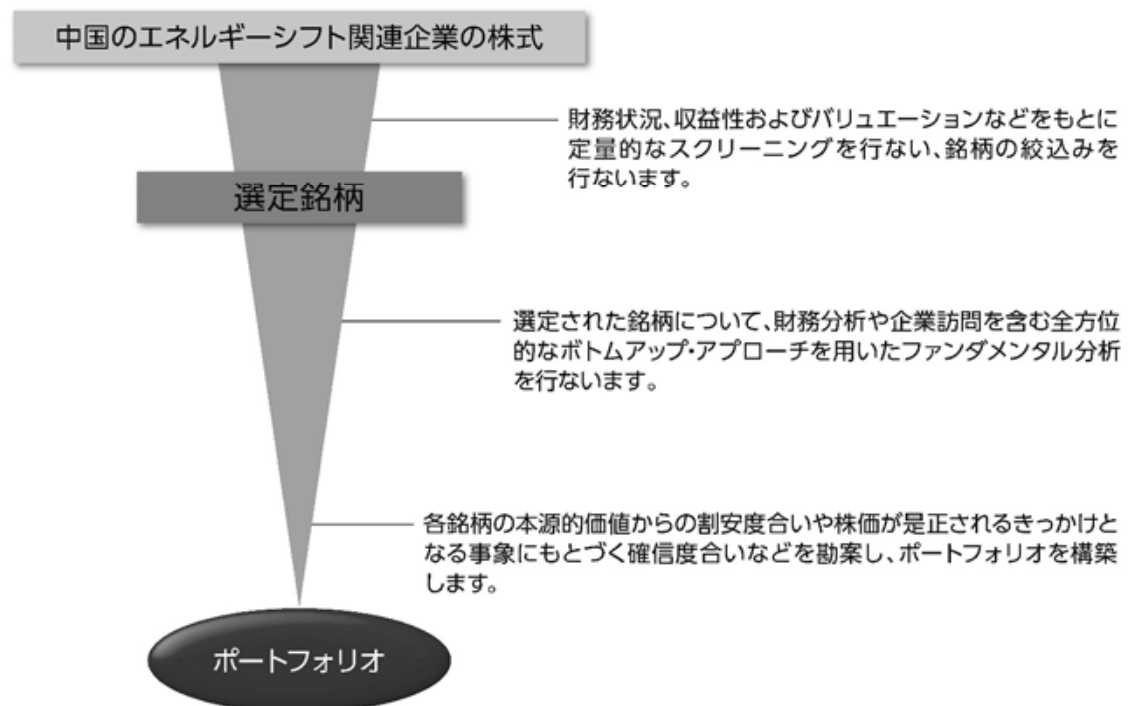 中国のエネルギーシフト関連企業の株式
財務状況、収益性およびバリュエーションなどをもとに
定量的なスクリーニングを行ない、銘柄の絞込みを
行ないます。
選定銘柄
選定された銘柄について、財務分析や企業訪問を含む全方位
的なボトムアップ・アプローチを用いたファンダメンタル分析
を行ないます。
各銘柄の本源的価値からの割安度合いや株価が是正されるきっかけと
なる事象にもとづく確信度合いなどを勘案し、ポートフォリオを構築
します。
ポートフォリオ